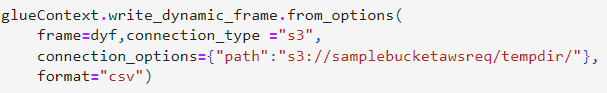 glueContext.write_dynamic_frame.from_options(
    frame=dyf,connection_type ="s3",
    connection_options={"path":"s3://samplebucketawsreq/tempdir/"},
    format="csv")